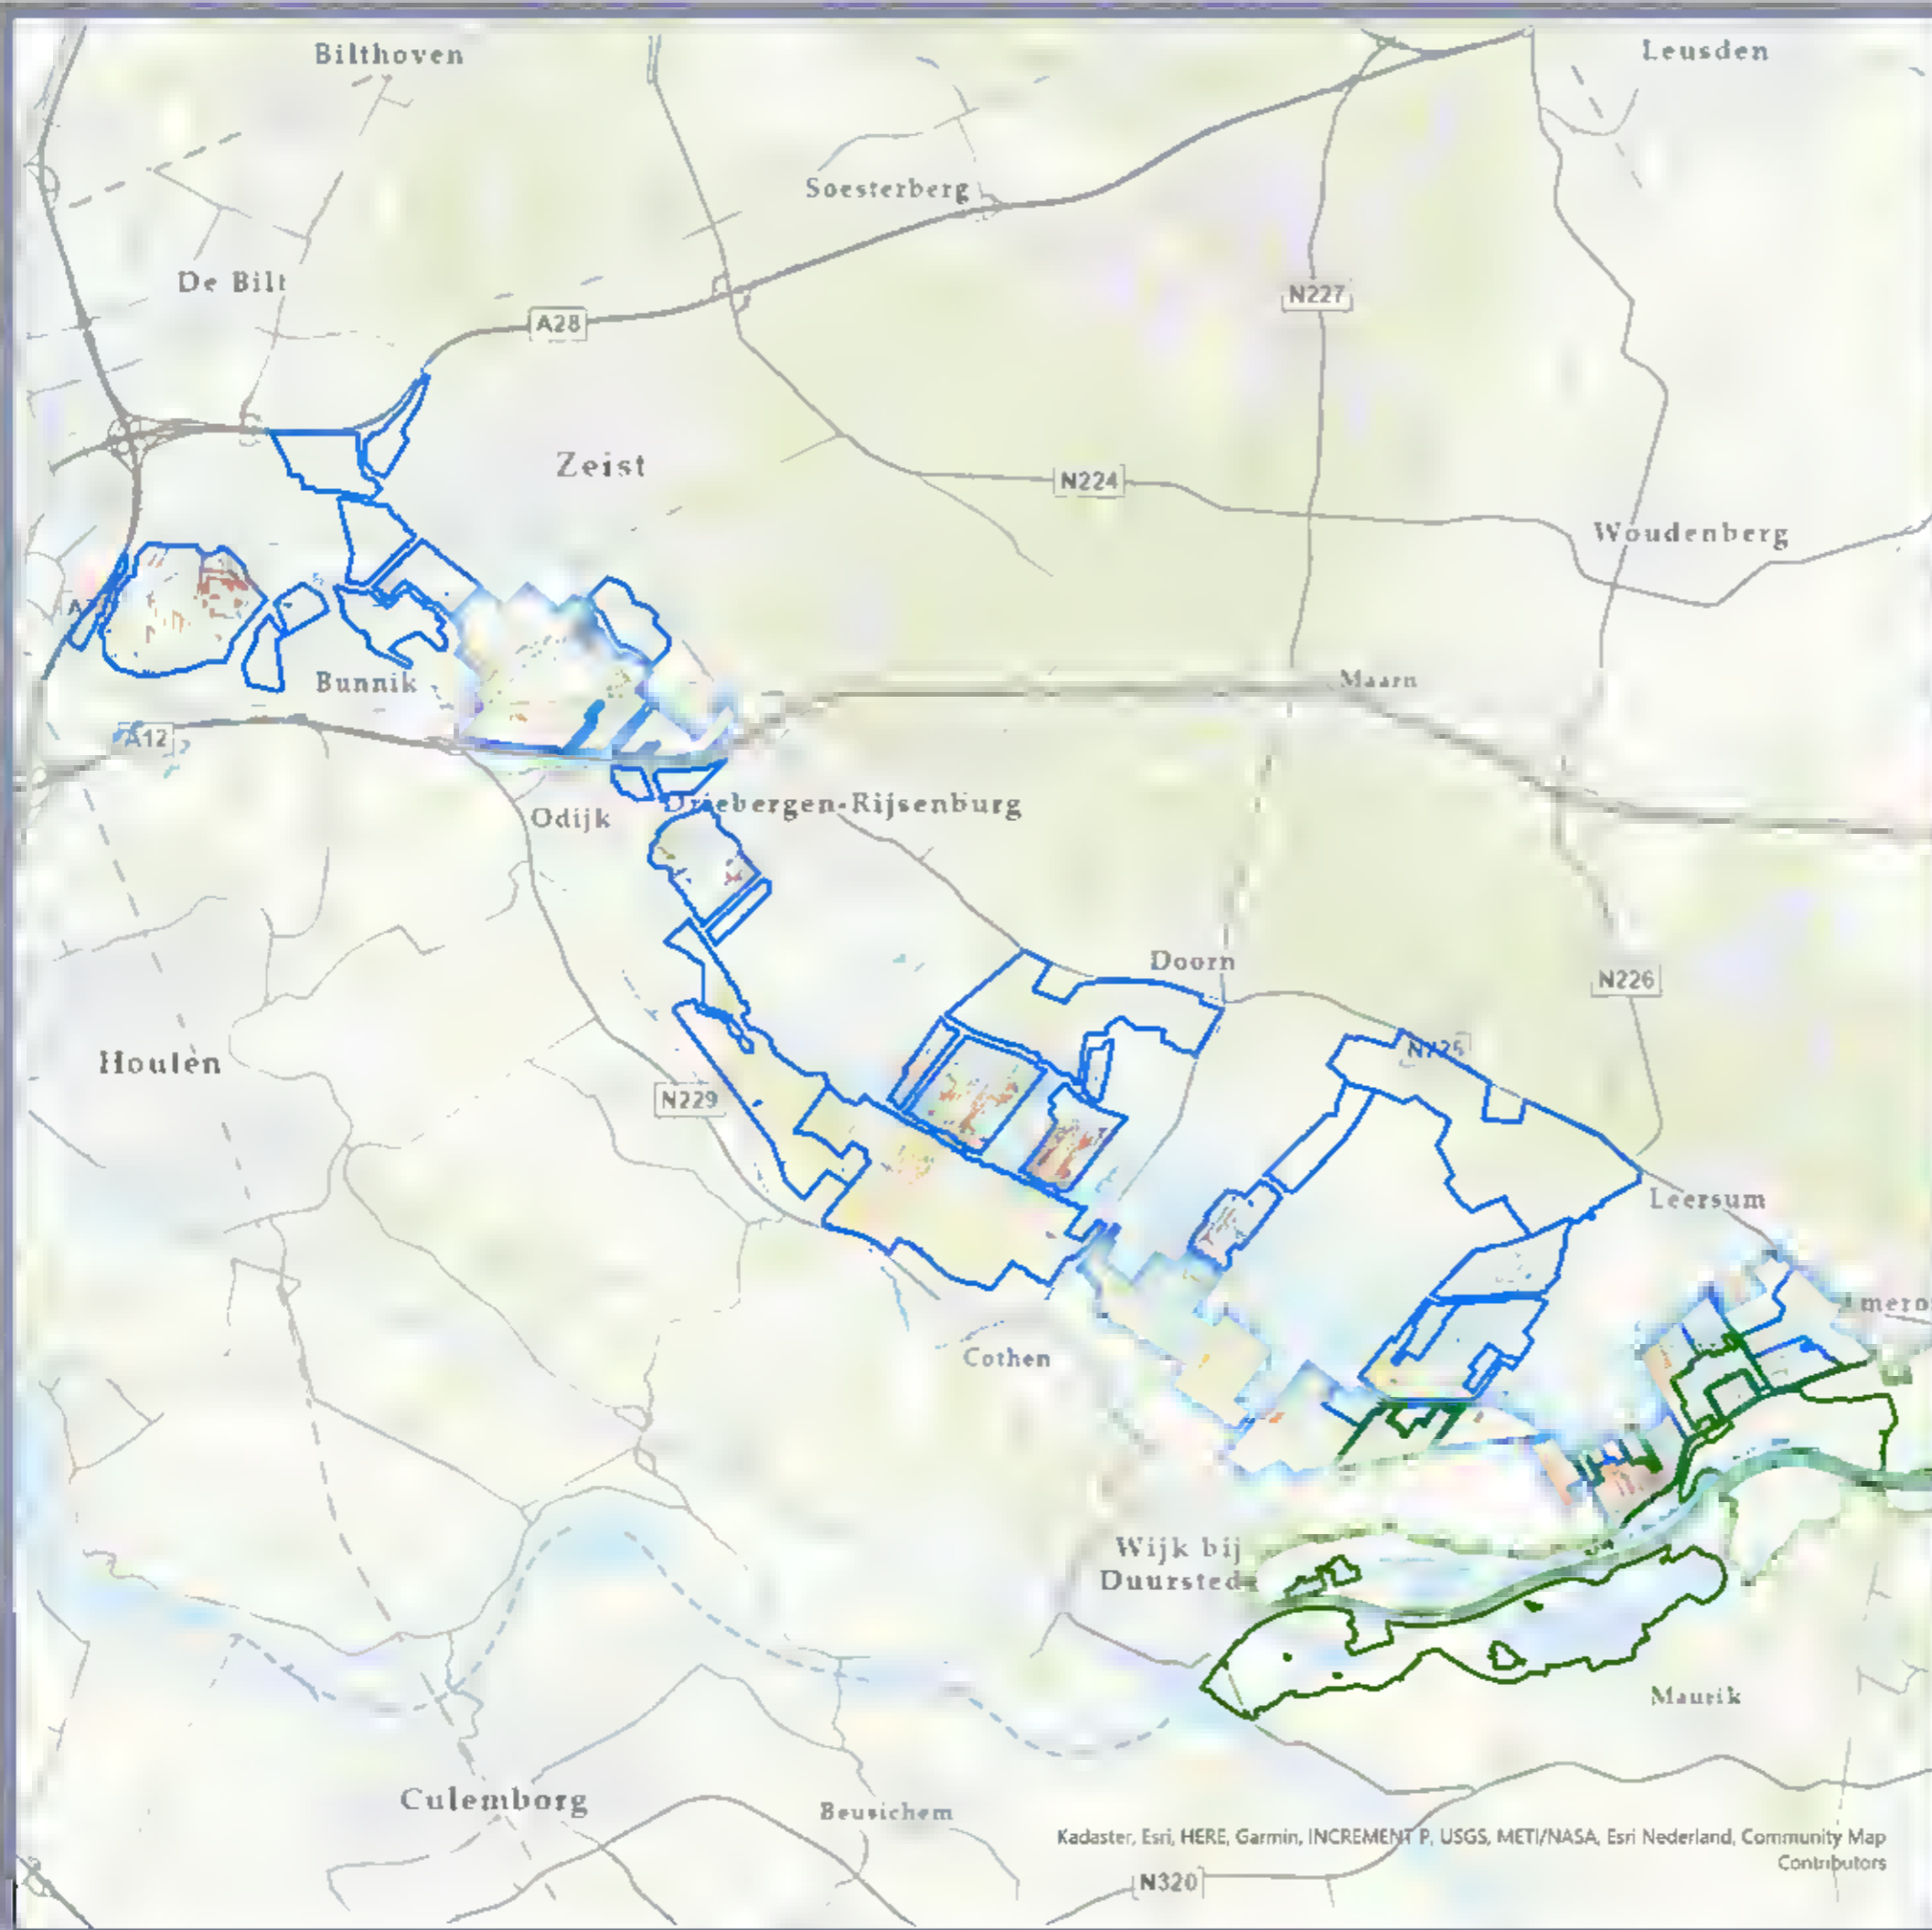 Bilthoven
Leusden
Soesterberg
De Bilt
N227
A28
Zeist
N224
Woudenberg
Bunnik
Maarn
A12
Driebergen-Rijsenburg
Odijk
Doorn
N226
Houten
N225
N229
Leersum
Cothen
Wijk bij
Duurstede
Maurik
Culemborg
Beusichem
Kadaster, Esri, HERE, Garmin, INCREMENT P, USGS, METI/NASA, Esri Nederland, Community Map
Contributors
N320